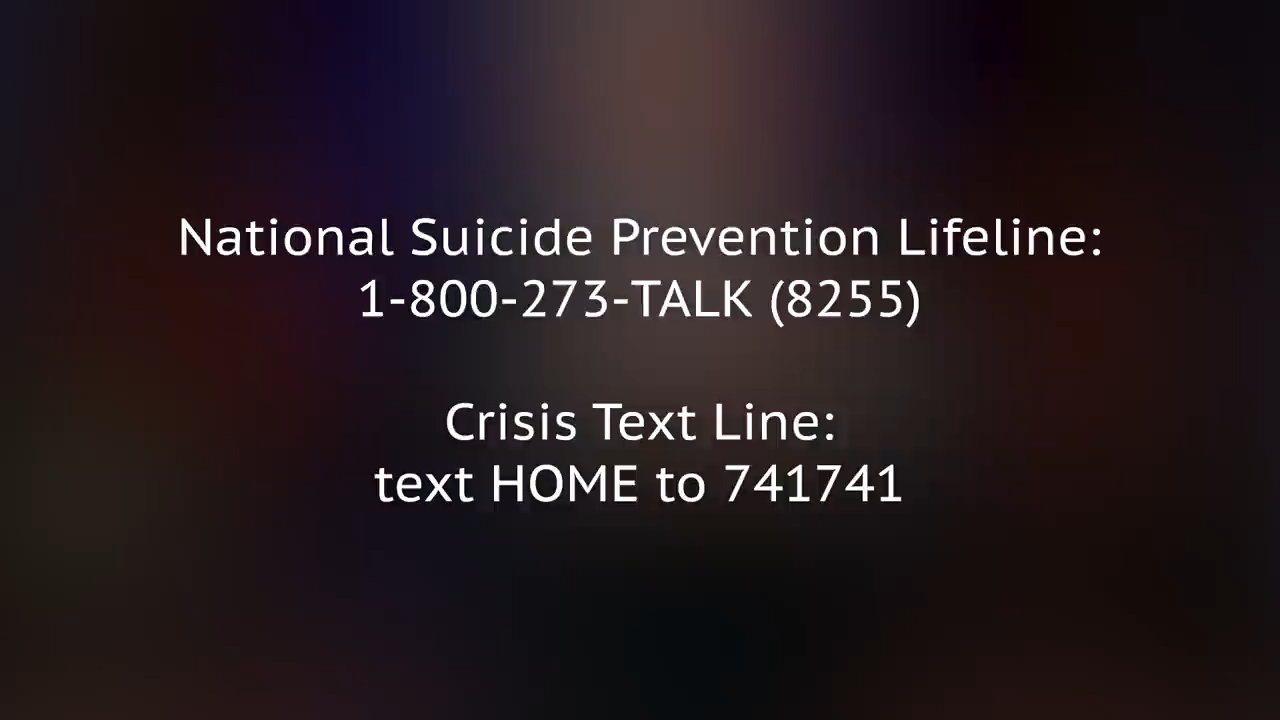 National Suicide Prevention Lifeline:
1-800-273-TALK (8255)
Crisis Text Line:
text HOME to 741741